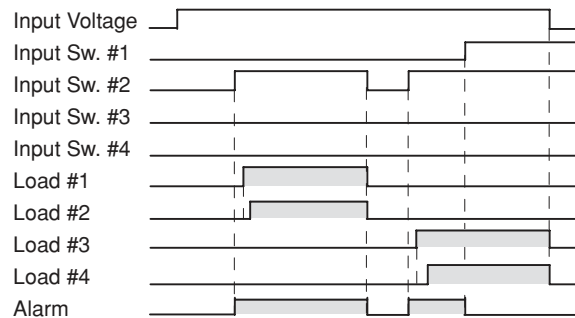 Input Voltage
Input Sw. #1
Input Sw. #2
Input Sw. #3
Input Sw. #4
Load #1
Load #2
Load #3
Load #4
Alarm